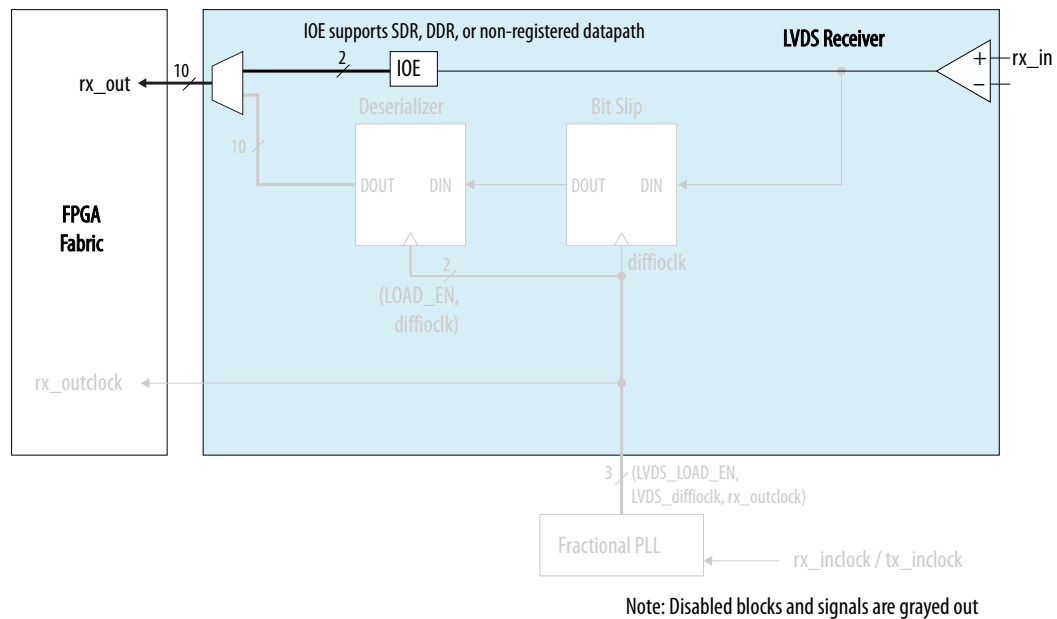 IOE supports SDR, DDR, or non-registered datapath
LVDS Receiver
2
IOE
+
rx_in
−
rx_out
10
Deserializer
Bit Slip
10
DOUT
DIN
DOUT
DIN
FPGA
Fabric
2
diffioclk
(LOAD_EN,
diffioclk)
rx_outclock
3
(LVDS_LOAD_EN,
LVDS_diffioclk, rx_outclock)
Fractional PLL
rx_inclock / tx_inclock
Note: Disabled blocks and signals are grayed out